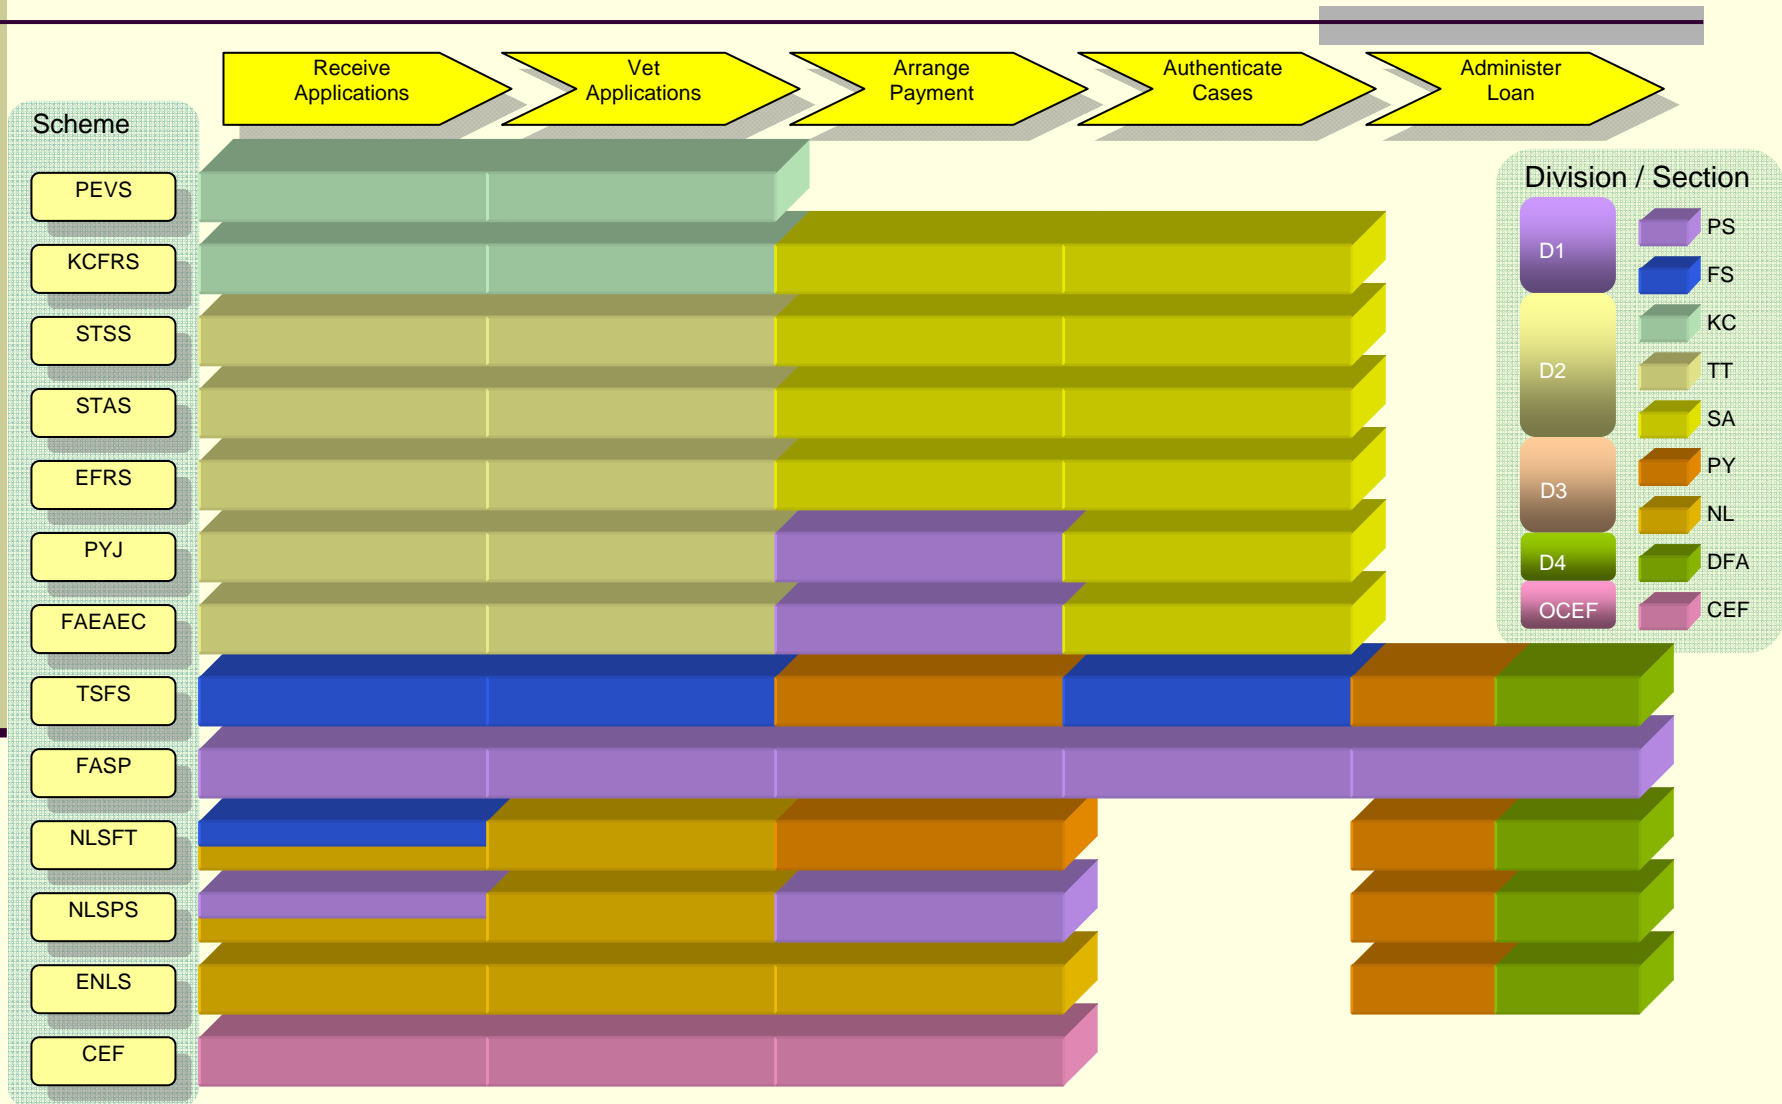 Receive
Applications
Vet
Applications
Arrange
Payment
Authenticate
Cases
Administer
Loan
Scheme
PEVS
KCFRS
STSS
STAS
EFRS
PYJ
FAEAEC
TSFS
FASP
NLSFT
NLSPS
ENLS
CEF
Division / Section
D1
D2
D3
D4
OCEF
PS
FS
KC
TT
SA
PY
NL
DFA
CEF